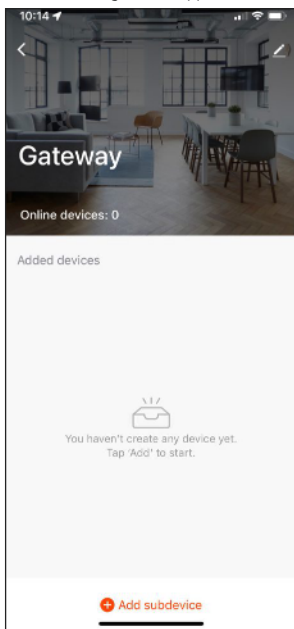 10:14
Gateway
Online devices: 0
Added devices
You haven't create any device yet.
Tap 'Add' to start.
Add subdevice